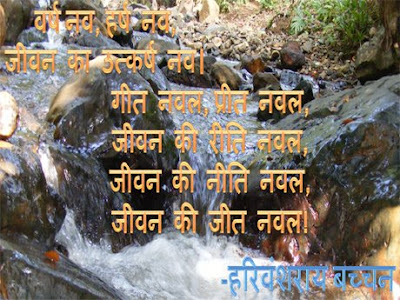 वर्ष नव, हर्ष नव,
जीवन का उत्कर्ष नव।
गीत नवल, प्रीत नवल,
जीवन की रीति नवल,
जीवन की नीति नवल,
जीवन की जीत नवल!
-हरिवंशराय बच्चन